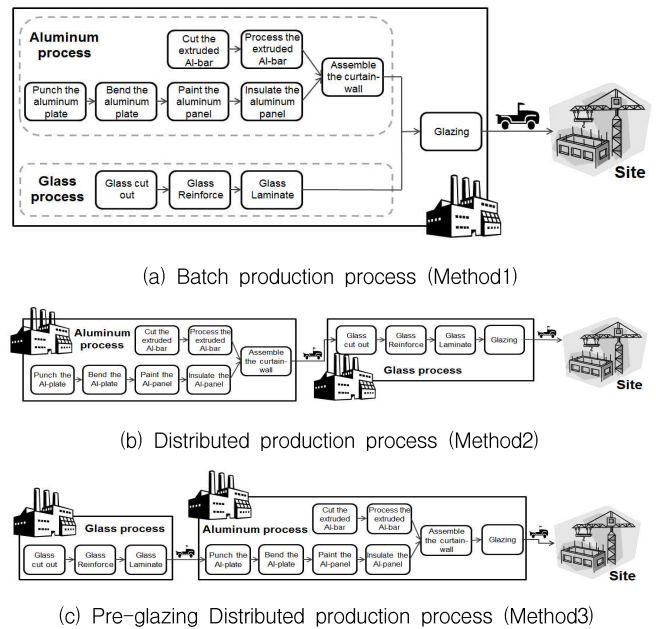 Aluminum
process
Cut the
extruded
Al-bar
Process the
extruded
Al-bar
Assemble
the curtain-
wall
Punch the
aluminum
plate
Bend the
aluminum
plate
Paint the
aluminum
panel
Insulate the
aluminum
panel
Glazing
Site
Glass
process
Glass cut
out
Glass
Reinforce
Glass
Laminate
(a) Batch production process (Method1)
Aluminum
process
Cut the
extruded
Al-bar
Process the
extruded
Al-bar
Assemble
the curtain-
wall
Punch the
Al-plate
Bend the
Al-plate
Paint the
Al-panel
Insulate the
Al-panel
Glass
cut out
Glass
Reinforce
Glass
Laminate
Glazing
Glass process
Site
(b) Distributed production process (Method2)
Glass process
Glass
cut out
Glass
Reinforce
Glass
Laminate
Aluminum process
Cut the
extruded
Al-bar
Process the
extruded
Al-bar
Punch the
Al-plate
Bend the
Al-plate
Paint the
Al-panel
Insulate the
Al-panel
Assemble
the curtain-
wall
Glazing
Site
(c) Pre-glazing Distributed production process (Method3)